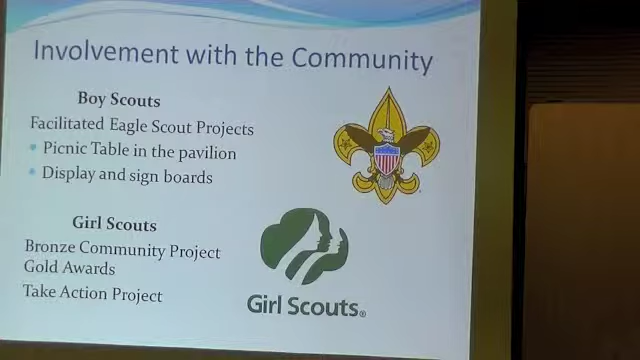 Involvement with the Community
Boy Scouts
Facilitated Eagle Scout Projects
• Picnic Table in the pavilion
• Display and sign boards
Girl Scouts
Bronze Community Project
Gold Awards
Take Action Project
Girl Scouts®